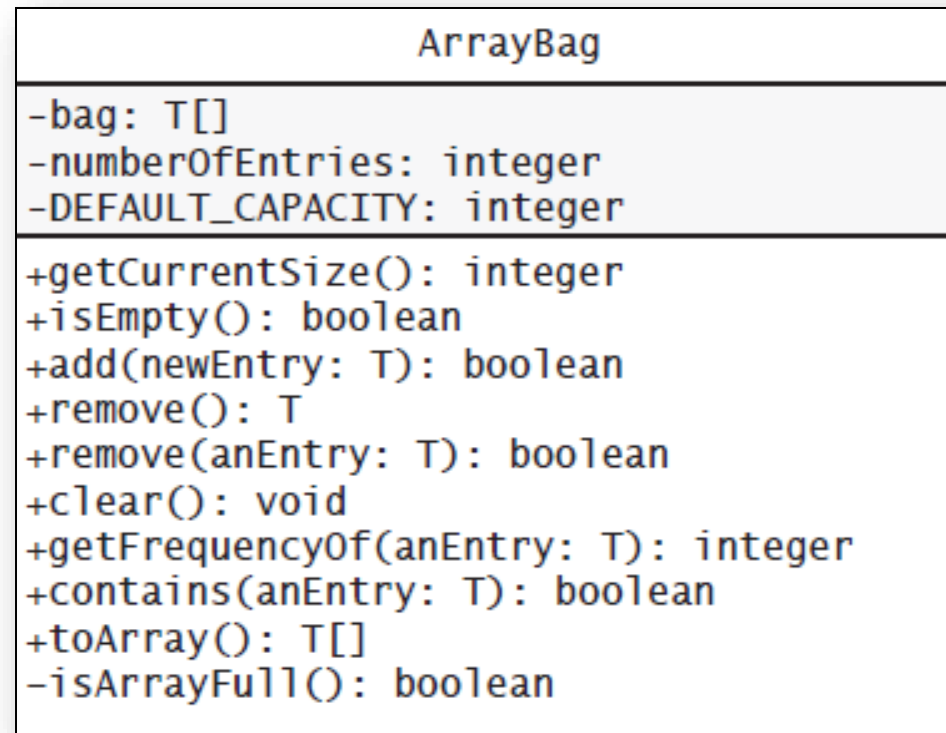 ArrayBag
-bag: T[]
-numberOfEntries: integer
-DEFAULT_CAPACITY: integer
+getCurrentSize(): integer
+isEmpty(): boolean
+add(newEntry: T): boolean
+remove(): T
+remove(anEntry: T): boolean
+clear(): void
+getFrequencyOf(anEntry: T): integer
+contains(anEntry: T): boolean
+toArray(): T[]
-isArrayFull(): boolean